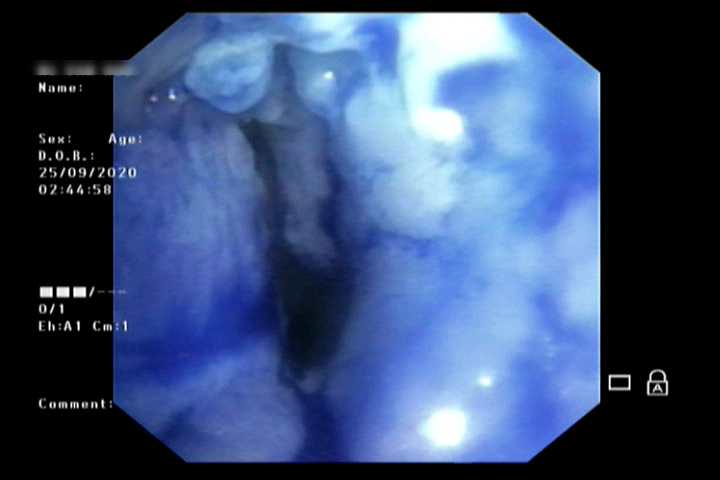 Name:
Sex: Age:
D.O.B.:
25/09/2020
02:44:58
■■■/---
0/1
Eh:A1 Cm:1
Comment:
A